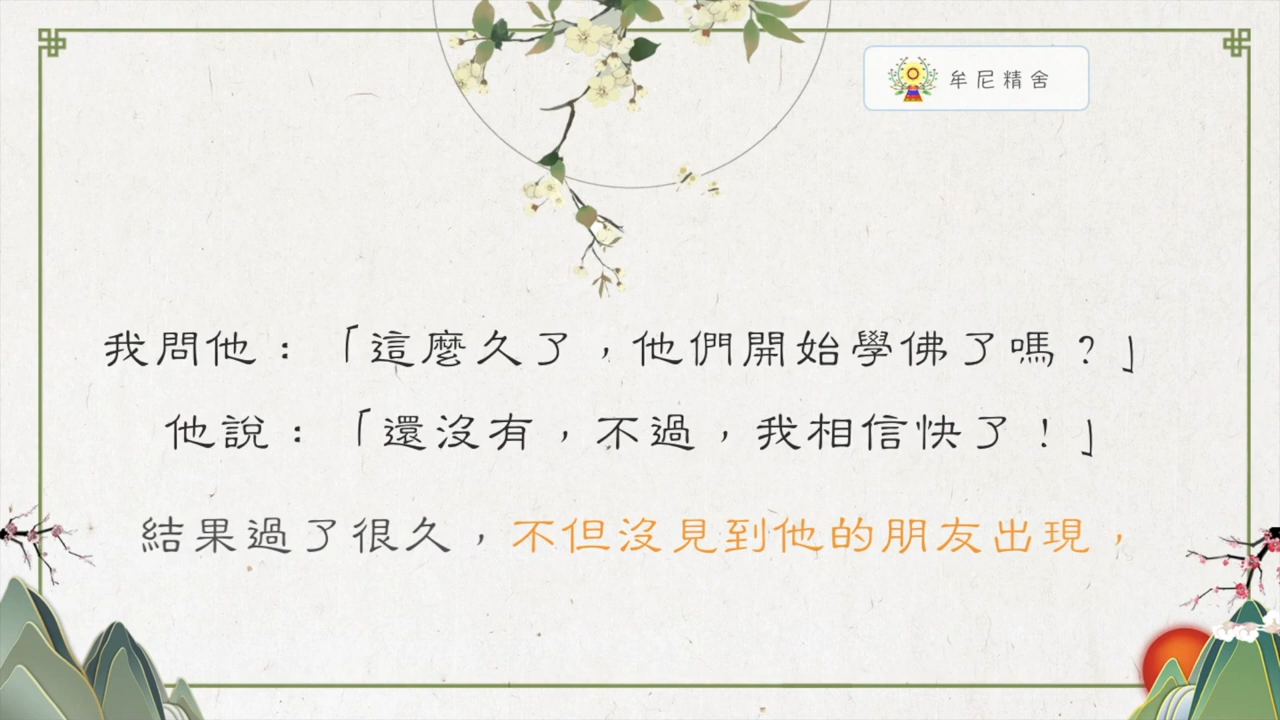 牟尼精舍
我問他：「這麼久了，他們開始學佛了嗎？」
他說：「還沒有，不過，我相信快了！」
結果過了很久，不但沒見到他的朋友出現，